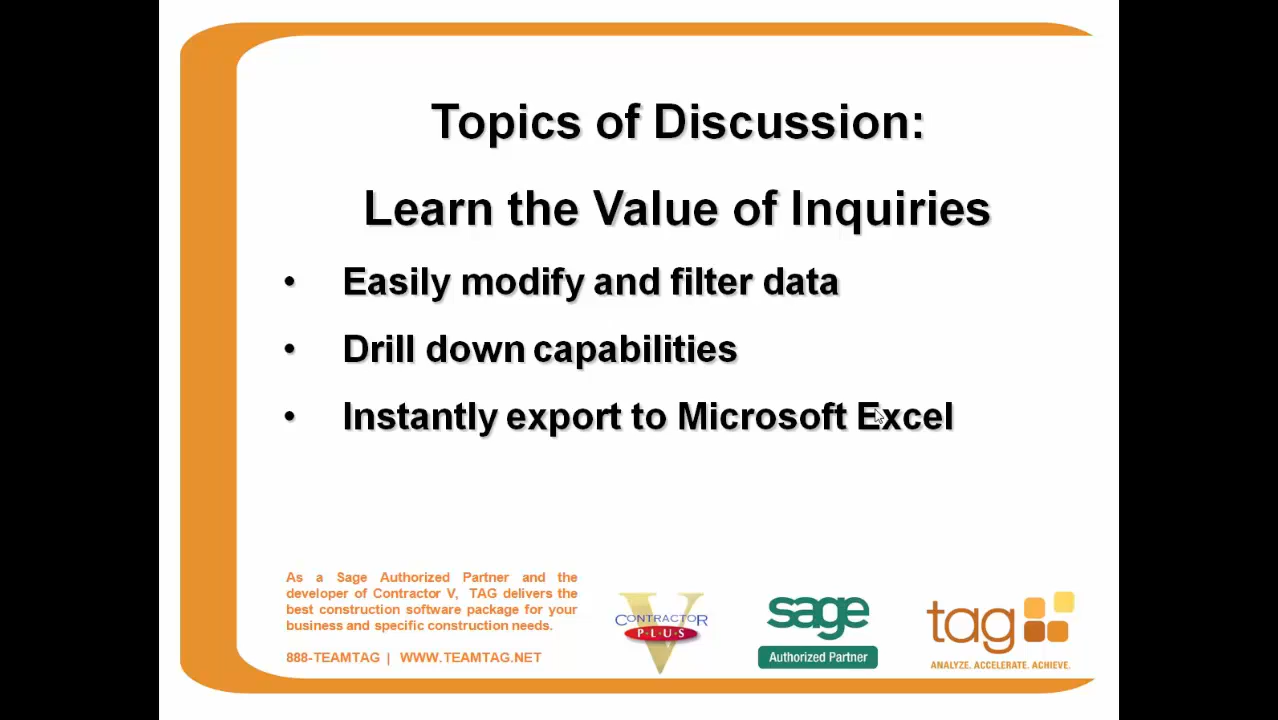 Topics of Discussion:
Learn the Value of Inquiries
• Easily modify and filter data
• Drill down capabilities
• Instantly export to Microsoft Excel
As a Sage Authorized Partner and the
developer of Contractor V, TAG delivers the
best construction software package for your
business and specific construction needs.
888-TEAMTAG | WWW.TEAMTAG.NET
V
CONTRACTOR
PLUS
sage
Authorized Partner
tag
ANALYZE. ACCELERATE. ACHIEVE.